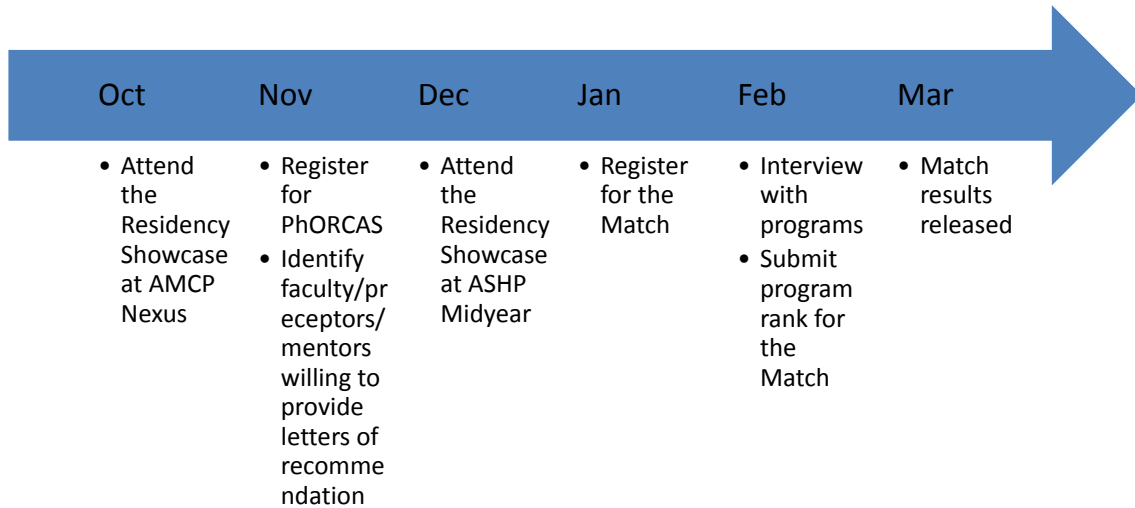 Oct
Nov
Dec
Jan
Feb
Mar
• Attend
the
Residency
Showcase
at AMCP
Nexus
• Register
for
PhORCAS
• Identify
faculty/pr
eceptors/
mentors
willing to
provide
letters of
recomme
ndation
• Attend
the
Residency
Showcase
at ASHP
Midyear
• Register
for the
Match
• Interview
with
programs
• Submit
program
rank for
the
Match
• Match
results
released